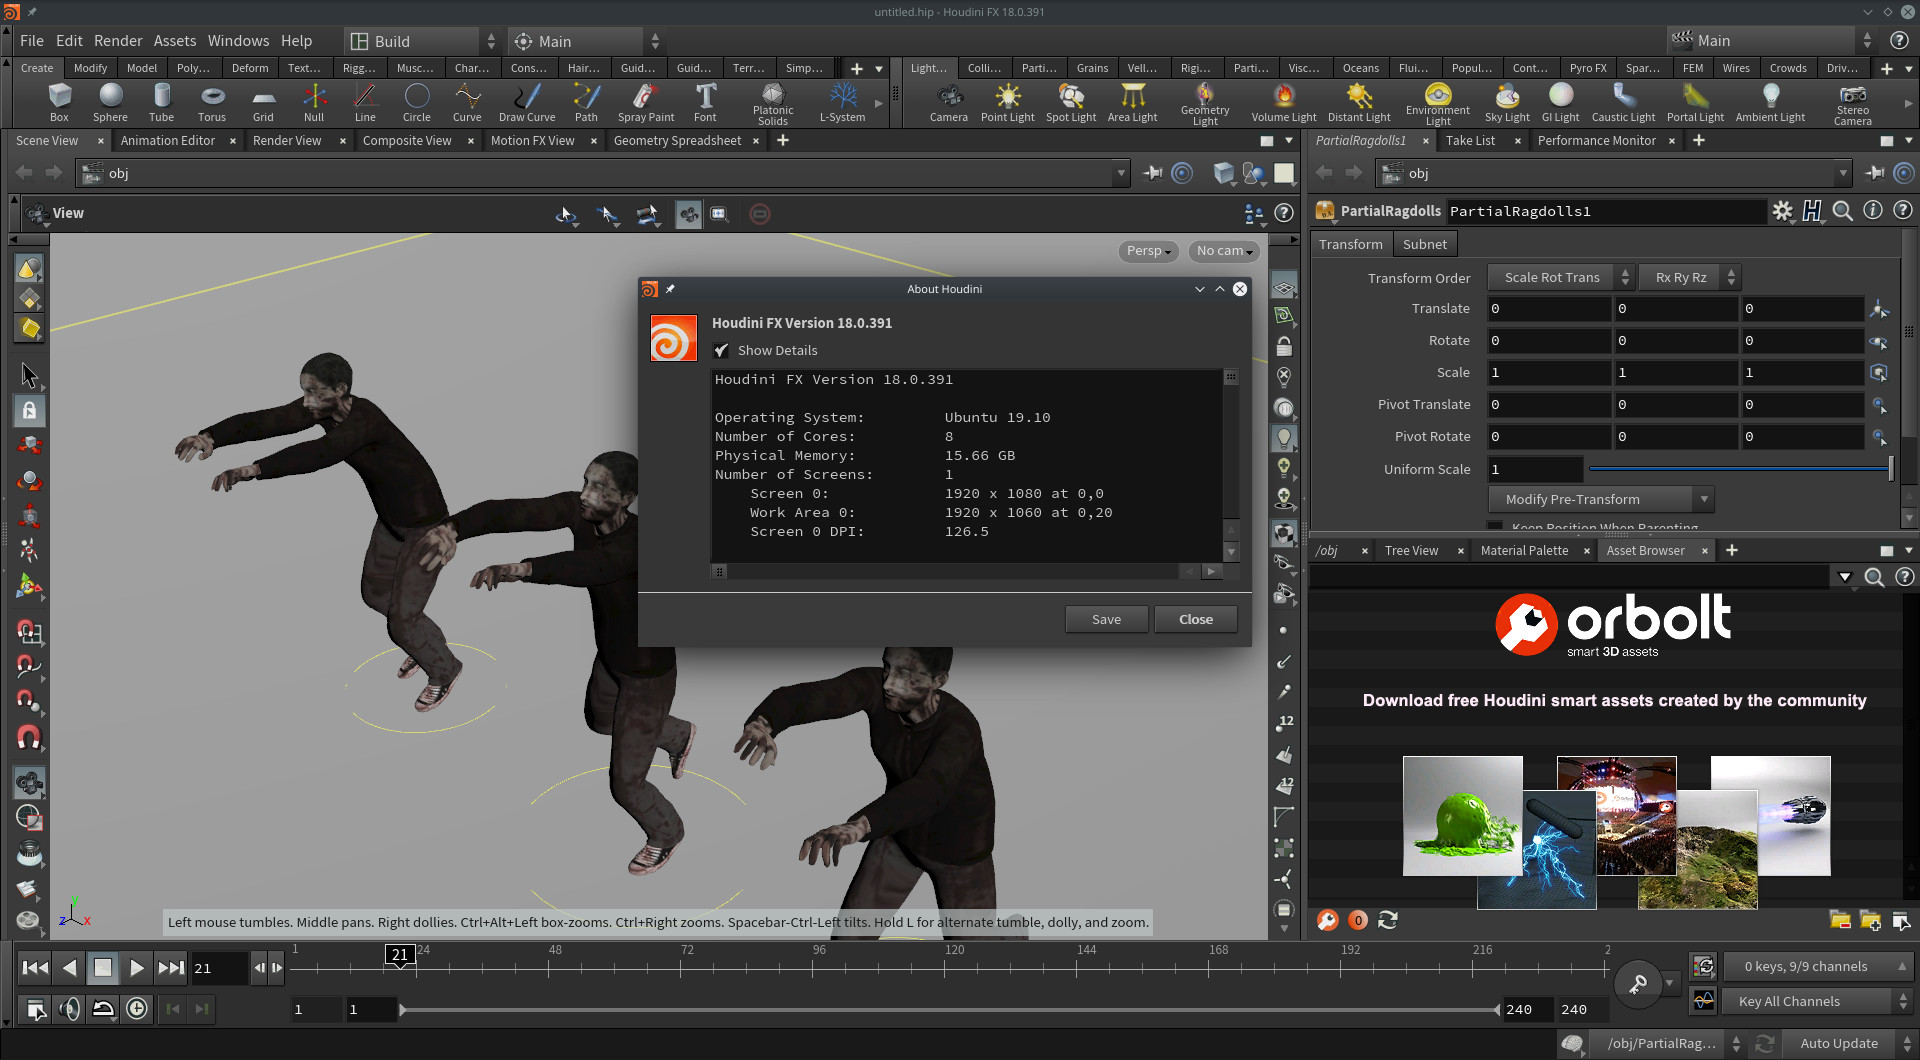 untitled.hip - Houdini FX 18.0.391
File Edit Render Assets Windows Help Build Main Main
Create Modify Model Poly... Deform Text... Rigg... Musc... Char... Cons... Hair... Guid... Guid... Terr... Simp...
Light... Colli... Parti... Grains Vell... Rigi... Parti... Visc... Oceans Flui... Popul... Cont... Pyro FX Spar... FEM Wires Crowds Driv...
Box Sphere Tube Torus Grid Null Line Circle Curve Draw Curve Path Spray Paint Font Platonic Solids L-System
Camera Point Light Spot Light Area Light Geometry Light Volume Light Distant Light Environment Light Sky Light GI Light Caustic Light Portal Light Ambient Light Stereo Camera
Scene View Animation Editor Render View Composite View Motion FX View Geometry Spreadsheet
PartialRagdolls1 Take List Performance Monitor
obj
obj
View
PartialRagdolls PartialRagdolls1
Persp No cam
Transform Subnet
Transform Order Scale Rot Trans Rx Ry Rz
Translate 0 0 0
Rotate 0 0 0
Scale 1 1 1
Pivot Translate 0 0 0
Pivot Rotate 0 0 0
Uniform Scale 1
Modify Pre-Transform
Keep Position When Parenting
About Houdini
Houdini FX Version 18.0.391
Show Details
Houdini FX Version 18.0.391
Operating System: Ubuntu 19.10
Number of Cores: 8
Physical Memory: 15.66 GB
Number of Screens: 1
Screen 0: 1920 x 1080 at 0,0
Work Area 0: 1920 x 1060 at 0,20
Screen 0 DPI: 126.5
Save Close
/obj Tree View Material Palette Asset Browser
orbolt
smart 3D assets
Download free Houdini smart assets created by the community
12
12
y
z x
Left mouse tumbles. Middle pans. Right dollies. Ctrl+Alt+Left box-zooms. Ctrl+Right zooms. Spacebar-Ctrl-Left tilts. Hold L for alternate tumble, dolly, and zoom.
0
21 1 21 24 48 72 96 120 144 168 192 216 2
0 keys, 9/9 channels
1 1 240 240
Key All Channels
/obj/PartialRag... Auto Update